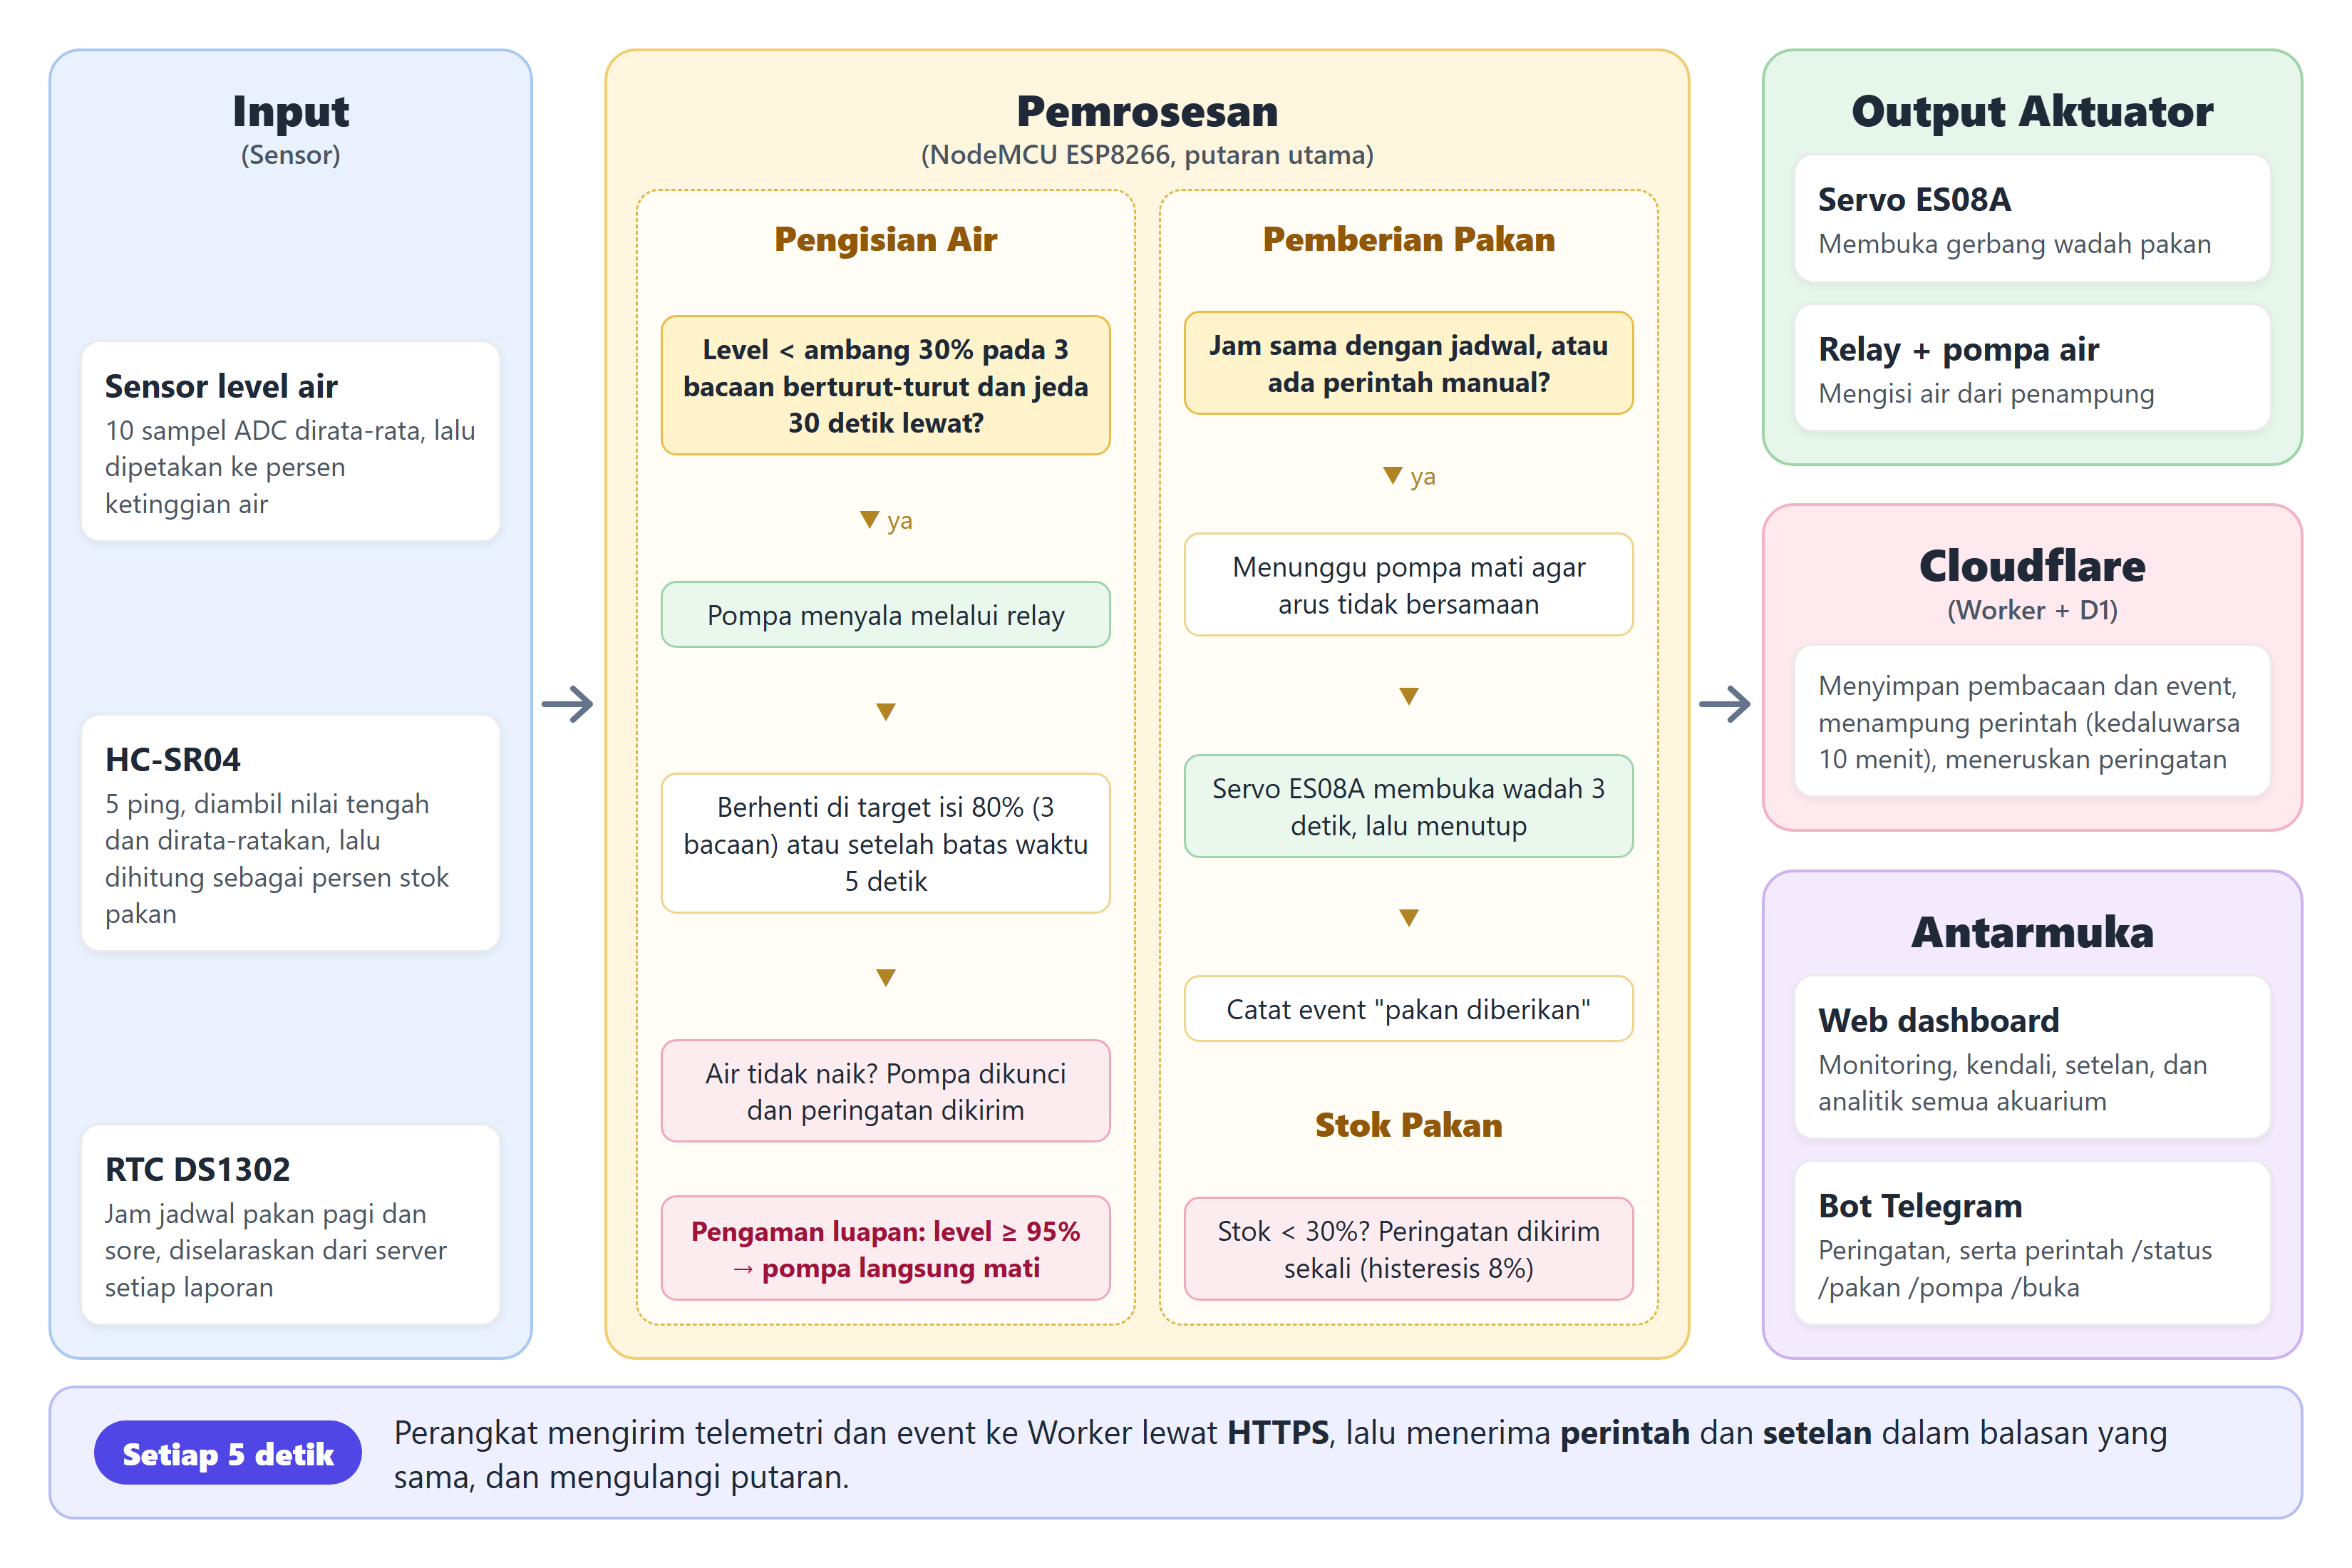 Input
(Sensor)
Sensor level air
10 sampel ADC dirata-rata, lalu
dipetakan ke persen
ketinggian air
HC-SR04
5 ping, diambil nilai tengah
dan dirata-ratakan, lalu
dihitung sebagai persen stok
pakan
RTC DS1302
Jam jadwal pakan pagi dan
sore, diselaraskan dari server
setiap laporan
Pemrosesan
(NodeMCU ESP8266, putaran utama)
Pengisian Air
Level < ambang 30% pada 3
bacaan berturut-turut dan jeda
30 detik lewat?
▼ ya
Pompa menyala melalui relay
▼
Berhenti di target isi 80% (3
bacaan) atau setelah batas waktu
5 detik
▼
Air tidak naik? Pompa dikunci
dan peringatan dikirim
Pengaman luapan: level ≥ 95%
→ pompa langsung mati
Pemberian Pakan
Jam sama dengan jadwal, atau
ada perintah manual?
▼ ya
Menunggu pompa mati agar
arus tidak bersamaan
▼
Servo ES08A membuka wadah 3
detik, lalu menutup
▼
Catat event "pakan diberikan"
Stok Pakan
Stok < 30%? Peringatan dikirim
sekali (histeresis 8%)
Output Aktuator
Servo ES08A
Membuka gerbang wadah pakan
Relay + pompa air
Mengisi air dari penampung
Cloudflare
(Worker + D1)
Menyimpan pembacaan dan event,
menampung perintah (kedaluwarsa
10 menit), meneruskan peringatan
Antarmuka
Web dashboard
Monitoring, kendali, setelan, dan
analitik semua akuarium
Bot Telegram
Peringatan, serta perintah /status
/pakan /pompa /buka
Setiap 5 detik
Perangkat mengirim telemetri dan event ke Worker lewat HTTPS, lalu menerima perintah dan setelan dalam balasan yang
sama, dan mengulangi putaran.